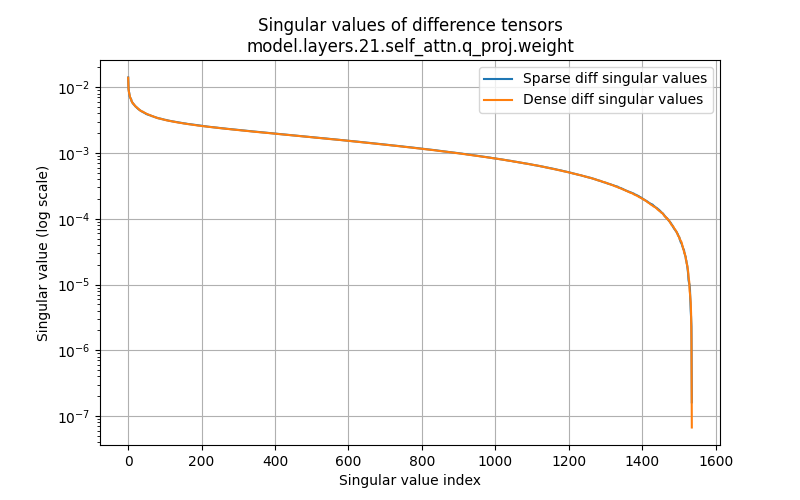 Singular values of difference tensors
model.layers.21.self_attn.q_proj.weight
Sparse diff singular values
Dense diff singular values
Singular value (log scale)
10⁻²
10⁻³
10⁻⁴
10⁻⁵
10⁻⁶
10⁻⁷
0 200 400 600 800 1000 1200 1400 1600
Singular value index